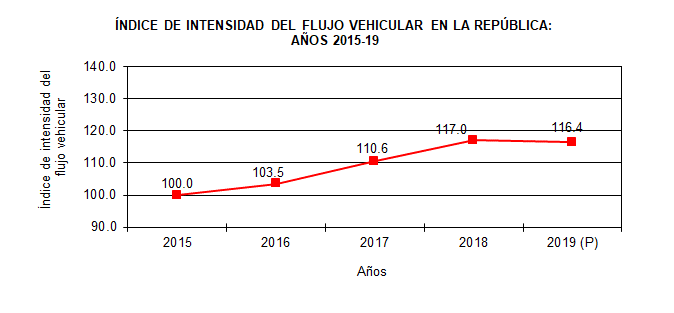 ÍNDICE DE INTENSIDAD DEL FLUJO VEHICULAR EN LA REPÚBLICA:
AÑOS 2015-19
Índice de intensidad del
flujo vehicular
140.0
130.0
120.0
110.0
100.0
90.0
100.0
103.5
110.6
117.0
116.4
2015
2016
2017
2018
2019 (P)
Años